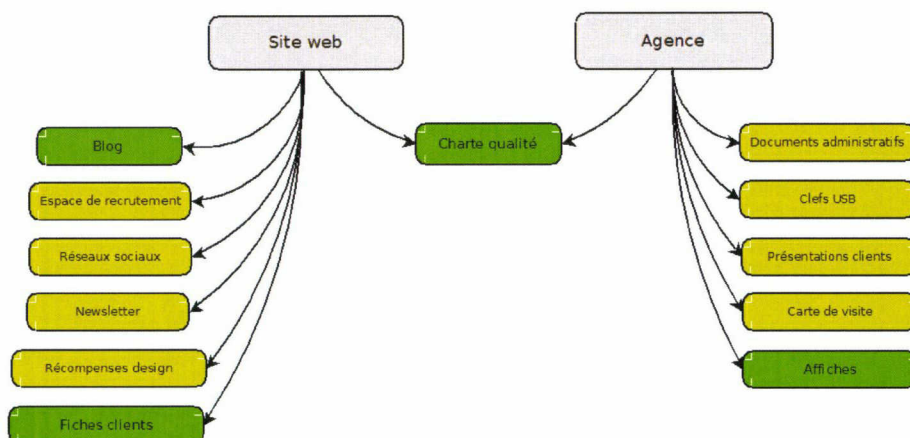 Site web
Agence
Blog
Charte qualité
Documents administratifs
Espace de recrutement
Clefs USB
Réseaux sociaux
Présentations clients
Newsletter
Carte de visite
Récompenses design
Affiches
Fiches clients